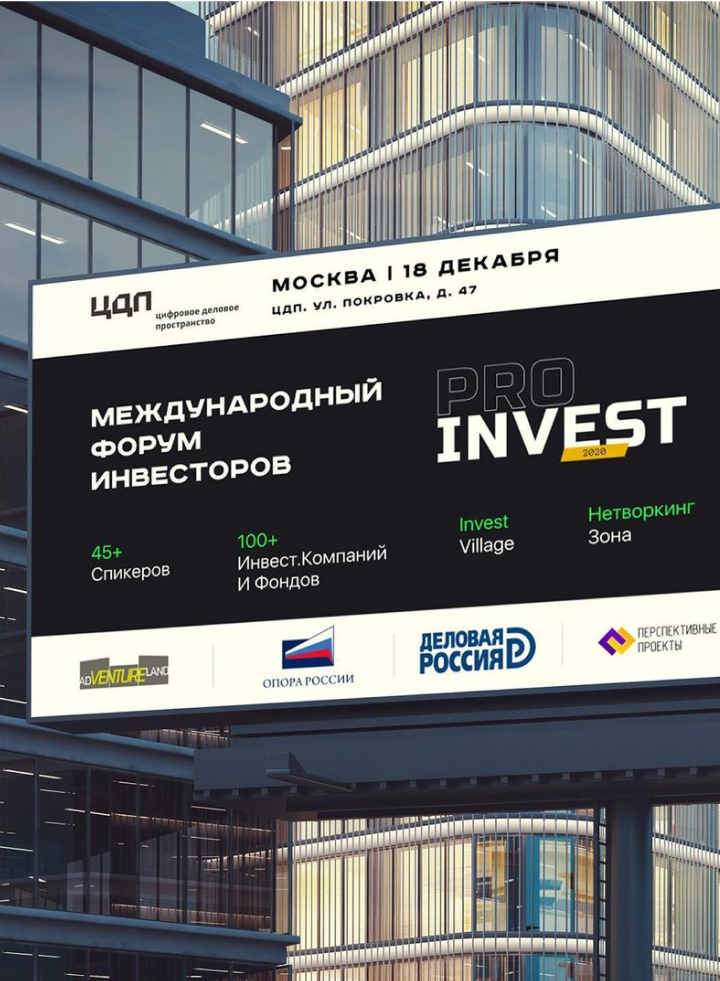 ЦДП
цифровое деловое
пространство
МОСКВА | 18 ДЕКАБРЯ
ЦДП. УЛ. ПОКРОВКА, Д. 47
МЕЖДУНАРОДНЫЙ
ФОРУМ
ИНВЕСТОРОВ
PRO
INVEST
2020
45+
Спикеров
100+
Инвест.Компаний
И Фондов
Invest
Village
Нетворкинг
Зона
ADVENTURELAND
ОПОРА РОССИИ
ДЕЛОВАЯ
РОССИЯ
ПЕРСПЕКТИВНЫЕ
ПРОЕКТЫ